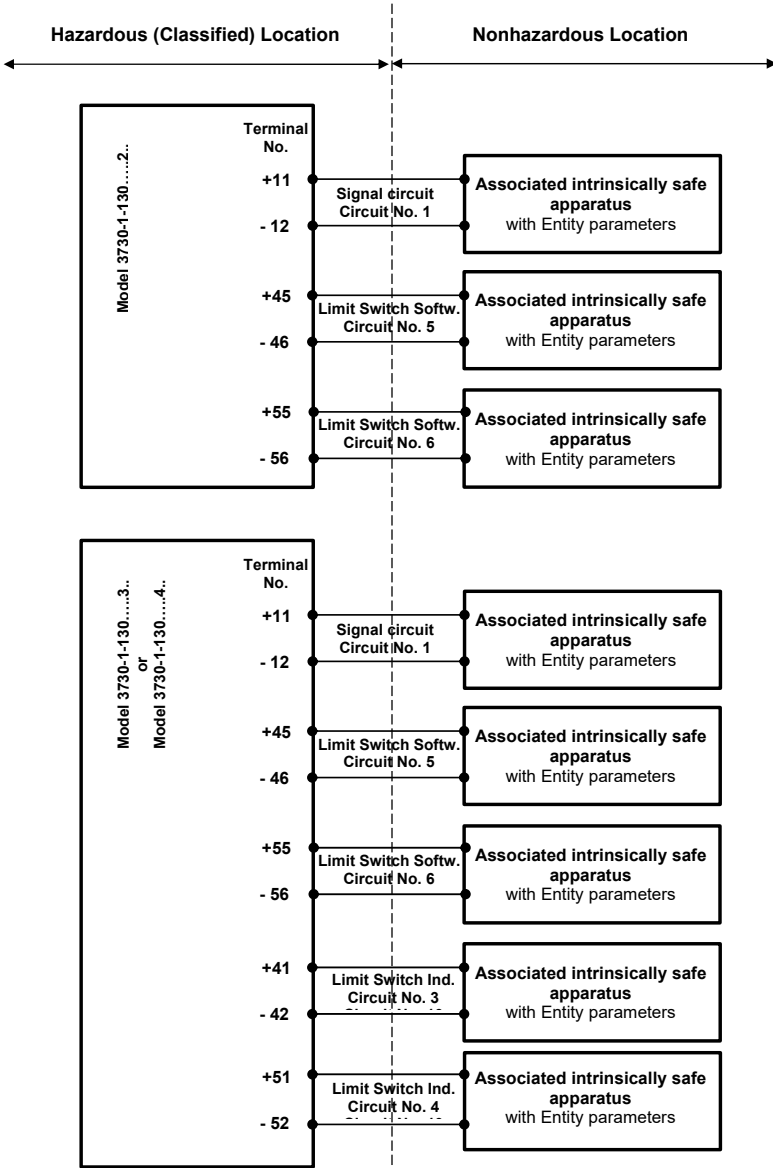 Hazardous (Classified) Location
Nonhazardous Location
Model 3730-1-130.…..2..
Terminal
No.
+11
- 12
Signal circuit
Circuit No. 1
Associated intrinsically safe
apparatus
with Entity parameters
+45
- 46
Limit Switch Softw.
Circuit No. 5
Associated intrinsically safe
apparatus
with Entity parameters
+55
- 56
Limit Switch Softw.
Circuit No. 6
Associated intrinsically safe
apparatus
with Entity parameters
Model 3730-1-130.…..3..
or
Model 3730-1-130.…..4..
Terminal
No.
+11
- 12
Signal circuit
Circuit No. 1
Associated intrinsically safe
apparatus
with Entity parameters
+45
- 46
Limit Switch Softw.
Circuit No. 5
Associated intrinsically safe
apparatus
with Entity parameters
+55
- 56
Limit Switch Softw.
Circuit No. 6
Associated intrinsically safe
apparatus
with Entity parameters
+41
- 42
Limit Switch Ind.
Circuit No. 3
Associated intrinsically safe
apparatus
with Entity parameters
+51
- 52
Limit Switch Ind.
Circuit No. 4
Associated intrinsically safe
apparatus
with Entity parameters